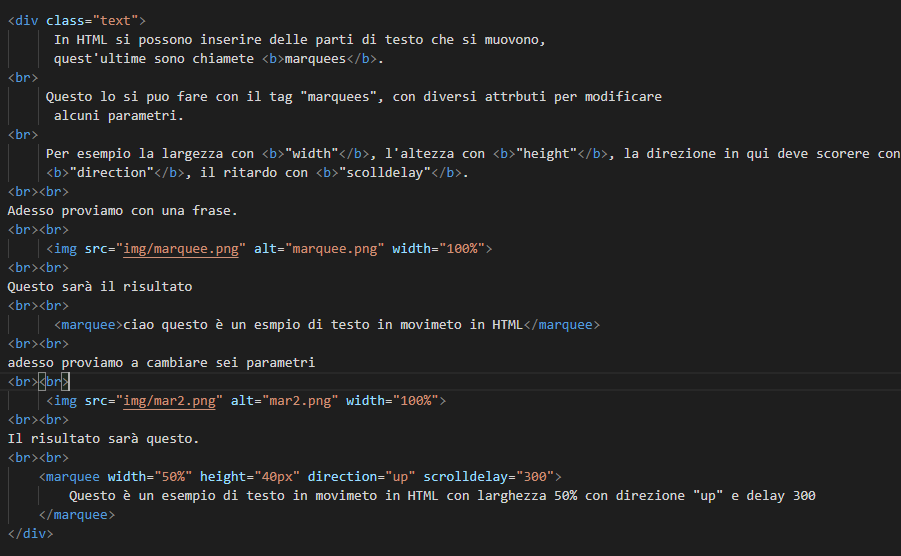 <div class="text">
In HTML si possono inserire delle parti di testo che si muovono,
quest'ultime sono chiamete <b>marquees</b>.
<br>
Questo lo si puo fare con il tag "marquees", con diversi attrbuti per modificare
alcuni parametri.
<br>
Per esempio la largezza con <b>"width"</b>, l'altezza con <b>"height"</b>, la direzione in qui deve scorere con
<b>"direction"</b>, il ritardo con <b>"scolldelay"</b>.
<br><br>
Adesso proviamo con una frase.
<br><br>
<img src="img/marquee.png" alt="marquee.png" width="100%">
<br><br>
Questo sarà il risultato
<br><br>
<marquee>ciao questo è un esmpio di testo in movimeto in HTML</marquee>
<br><br>
adesso proviamo a cambiare sei parametri
<br><br>
<img src="img/mar2.png" alt="mar2.png" width="100%">
<br><br>
Il risultato sarà questo.
<br><br>
<marquee width="50%" height="40px" direction="up" scrolldelay="300">
Questo è un esempio di testo in movimeto in HTML con larghezza 50% con direzione "up" e delay 300
</marquee>
</div>